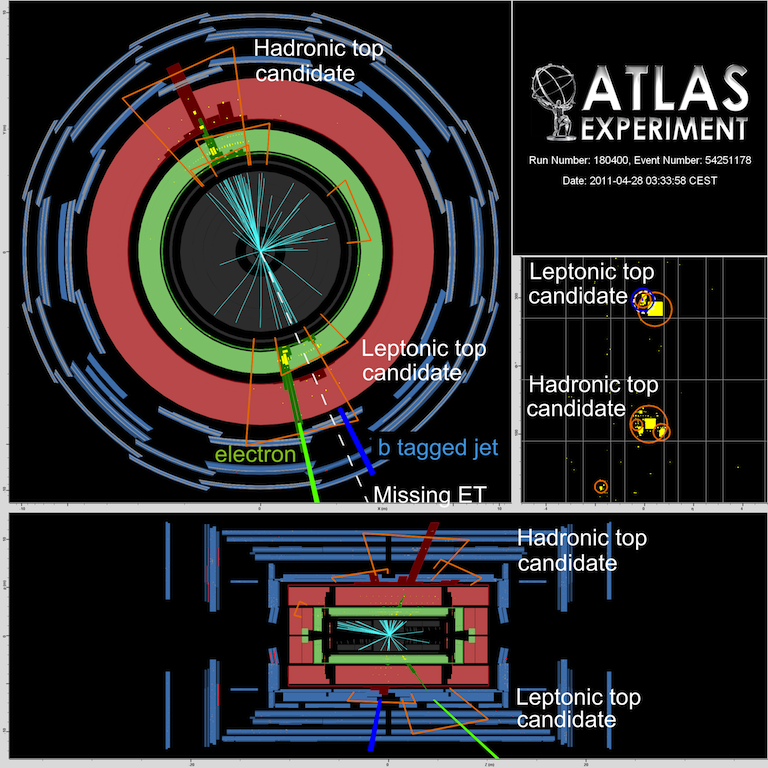 Hadronic top
candidate
Leptonic top
candidate
electron
b tagged jet
Missing ET
ATLAS
EXPERIMENT
Run Number: 180400, Event Number: 54251178
Date: 2011-04-28 03:33:58 CEST
Leptonic top
candidate
Hadronic top
candidate
Hadronic top
candidate
Leptonic top
candidate